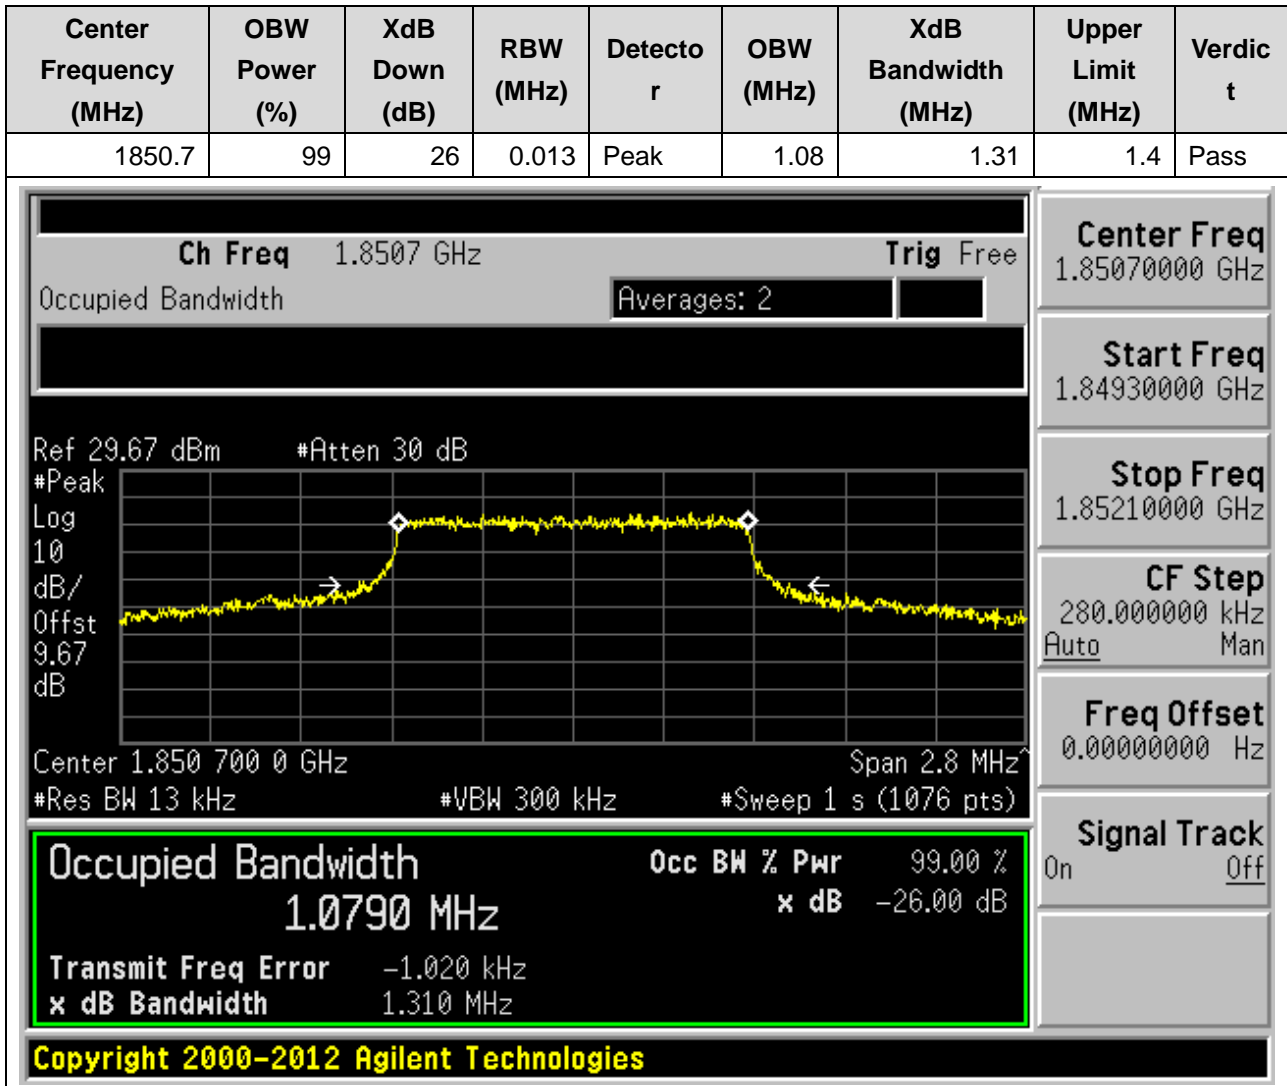 Center Frequency (MHz) OBW Power (%) XdB Down (dB) RBW (MHz) Detector OBW (MHz) XdB Bandwidth (MHz) Upper Limit (MHz) Verdict
1850.7 99 26 0.013 Peak 1.08 1.31 1.4 Pass
Ch Freq 1.8507 GHz Trig Free
Occupied Bandwidth Averages: 2
Ref 29.67 dBm #Atten 30 dB
#Peak
Log
10
dB/
Offst
9.67
dB
Center 1.850 700 0 GHz Span 2.8 MHz^
#Res BW 13 kHz #VBW 300 kHz #Sweep 1 s (1076 pts)
Occupied Bandwidth Occ BW % Pwr 99.00 %
1.0790 MHz x dB -26.00 dB
Transmit Freq Error -1.020 kHz
x dB Bandwidth 1.310 MHz
Copyright 2000-2012 Agilent Technologies
Center Freq
1.85070000 GHz
Start Freq
1.84930000 GHz
Stop Freq
1.85210000 GHz
CF Step
280.000000 kHz
Auto Man
Freq Offset
0.00000000 Hz
Signal Track
On Off